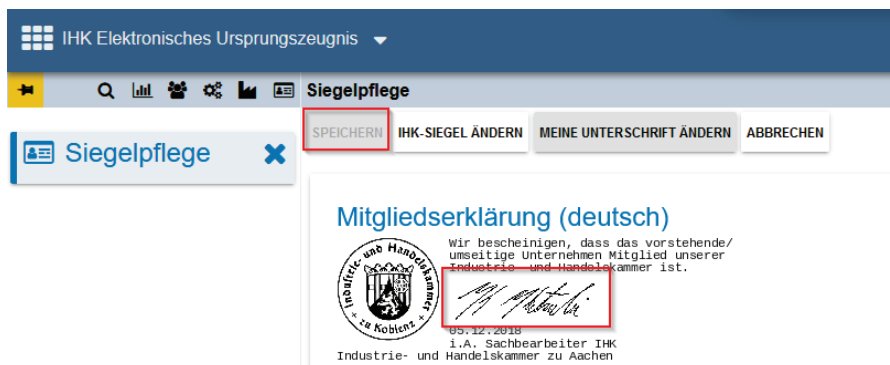 IHK Elektronisches Ursprungszeugnis
Siegelpflege
SPEICHERN IHK-SIEGEL ÄNDERN MEINE UNTERSCHRIFT ÄNDERN ABBRECHEN
Siegelpflege
Mitgliedserklärung (deutsch)
Wir bescheinigen, dass das vorstehende/
umseitige Unternehmen Mitglied unserer
Industrie- und Handelskammer ist.
Industrie- und Handelskammer
zu Koblenz
05.12.2018
i.A. Sachbearbeiter IHK
Industrie- und Handelskammer zu Aachen